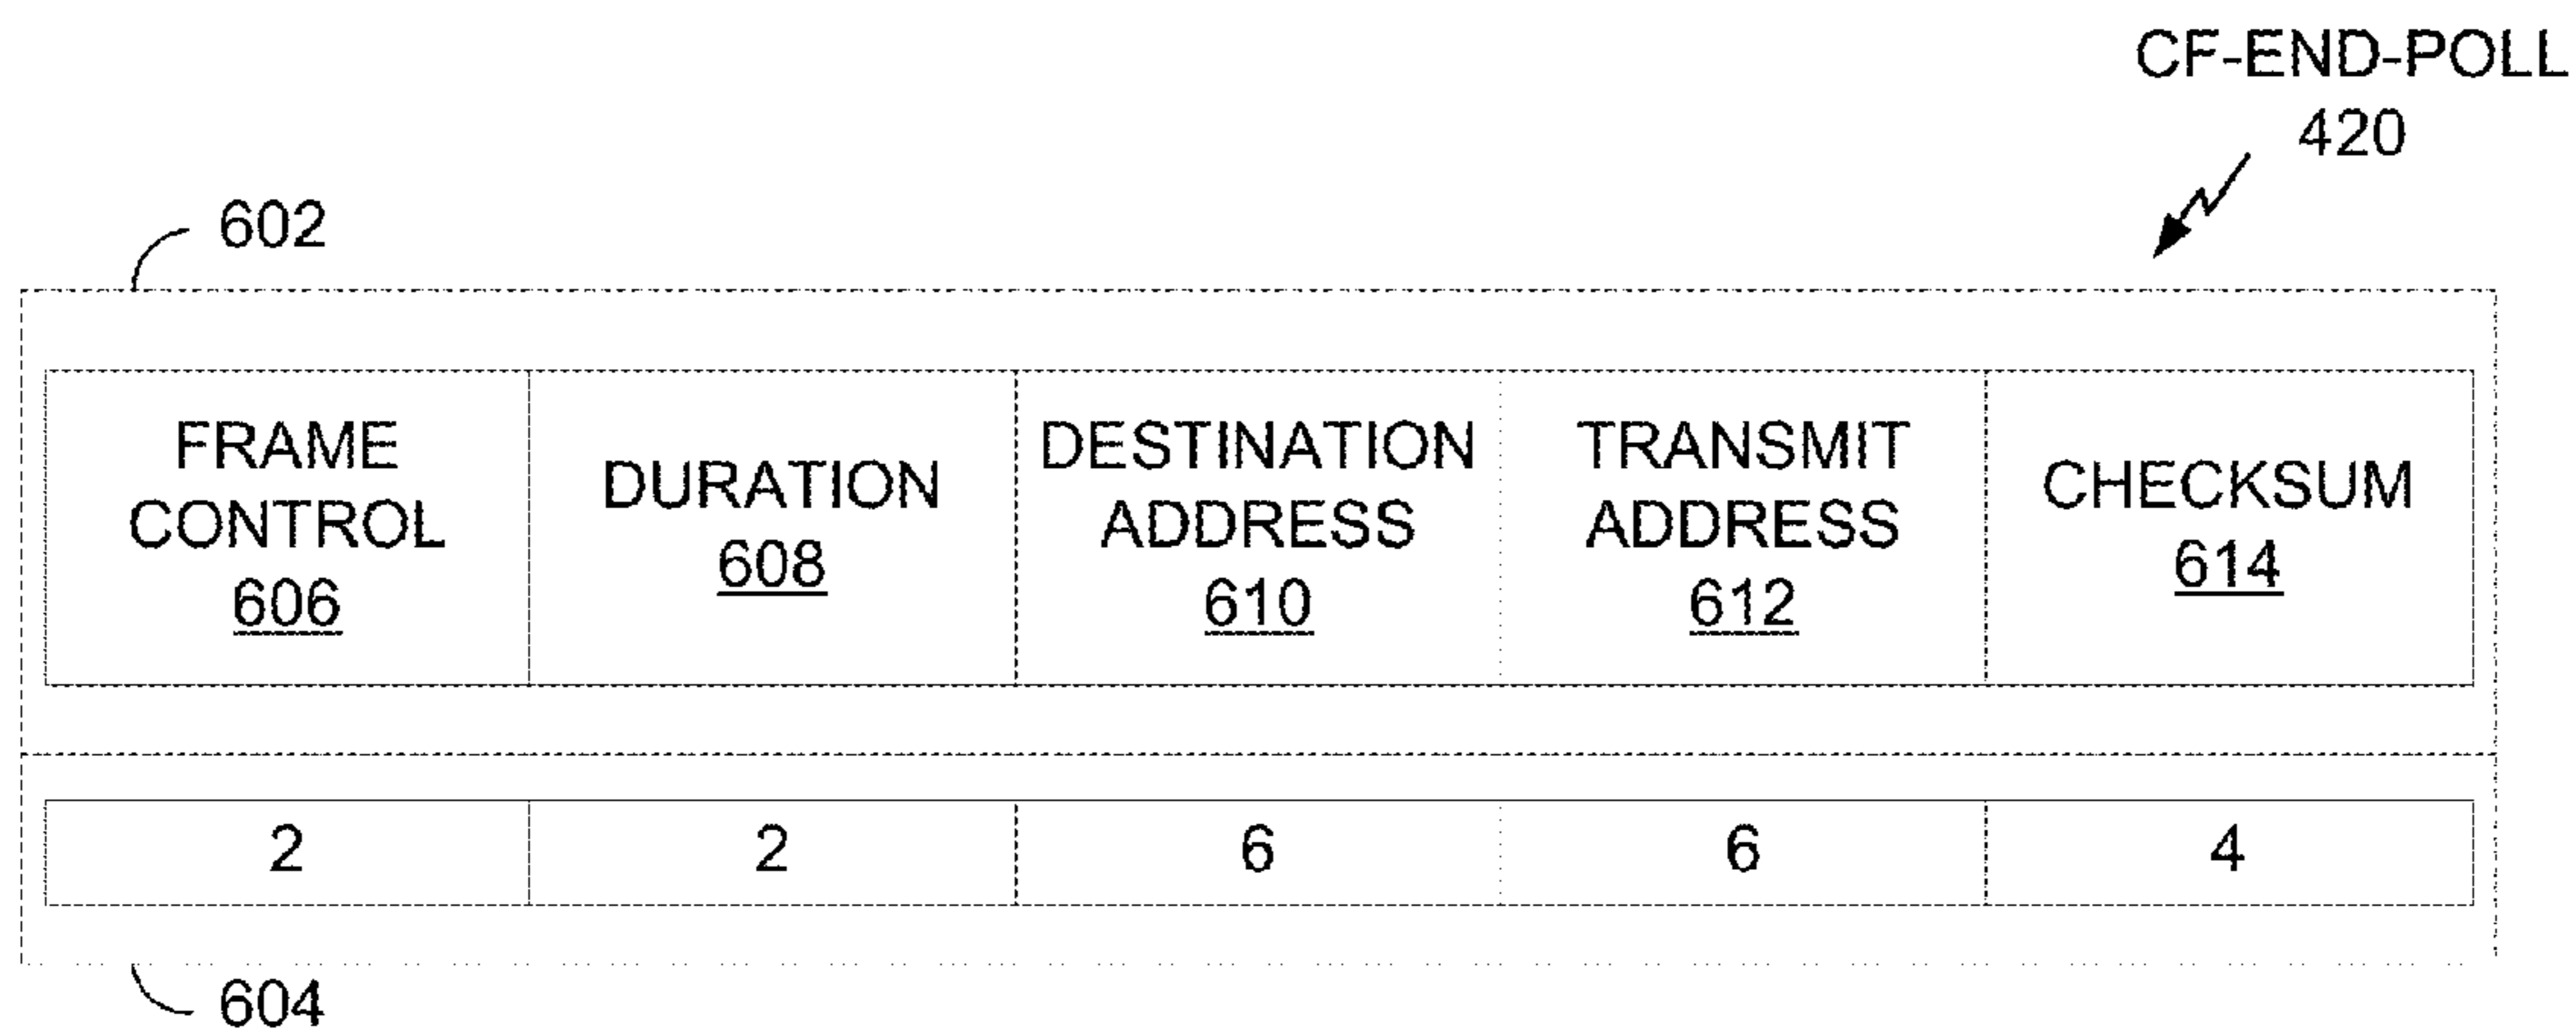 CF-END-POLL
420
602
FRAME
CONTROL
606
DURATION
608
DESTINATION
ADDRESS
610
TRANSMIT
ADDRESS
612
CHECKSUM
614
2 2 6 6 4
604